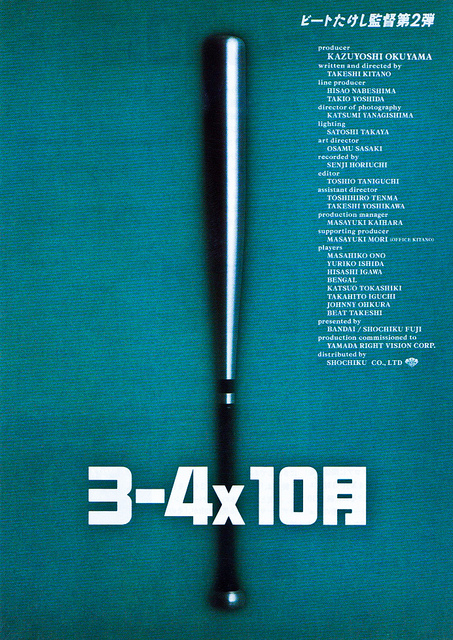 ビートたけし監督第2弾
producer
KAZUYOSHI OKUYAMA
written and directed by
TAKESHI KITANO
line producer
HISAO NABESHIMA
TAKIO YOSHIDA
director of photography
KATSUMI YANAGISHIMA
lighting
SATOSHI TAKAYA
art director
OSAMU SASAKI
recorded by
SENJI HORIUCHI
editor
TOSHIO TANIGUCHI
assistant director
TOSHIHIRO TENMA
TAKESHI YOSHIKAWA
production manager
MASAYUKI KAIHARA
supporting producer
MASAYUKI MORI (OFFICE KITANO)
players
MASAHIKO ONO
YURIKO ISHIDA
HISASHI IGAWA
BENGAL
KATSUO TOKASHIKI
TAKAHITO IGUCHI
JOHNNY OHKURA
BEAT TAKESHI
presented by
BANDAI / SHOCHIKU FUJI
production commissioned to
YAMADA RIGHT VISION CORP.
distributed by
SHOCHIKU CO., LTD
3-4x10月